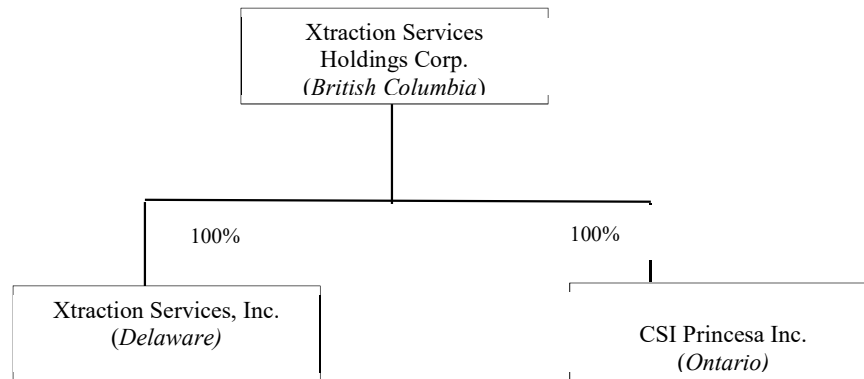 Xtraction Services
Holdings Corp.
(British Columbia)
100%
100%
Xtraction Services, Inc.
(Delaware)
CSI Princesa Inc.
(Ontario)